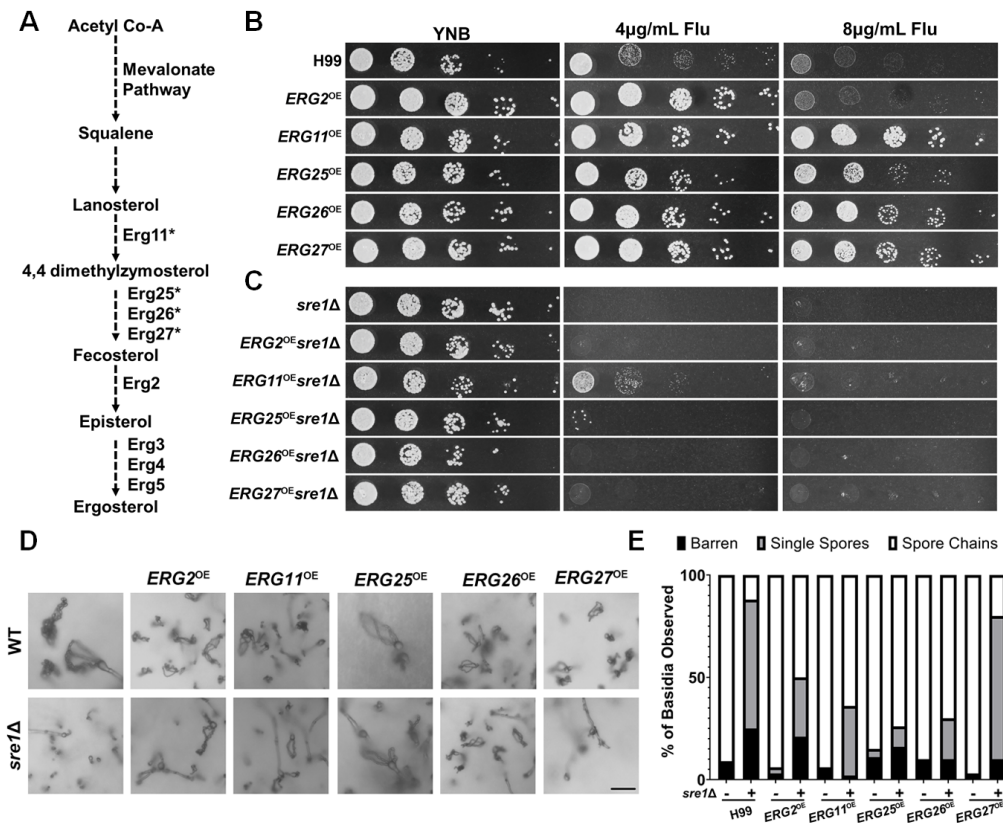 A
Acetyl Co-A
Mevalonate
Pathway
Squalene
Lanosterol
Erg11*
4,4 dimethylzymosterol
Erg25*
Erg26*
Erg27*
Fecosterol
Erg2
Episterol
Erg3
Erg4
Erg5
Ergosterol
B
YNB
4µg/mL Flu
8µg/mL Flu
H99
ERG2OE
ERG11OE
ERG25OE
ERG26OE
ERG27OE
C
sre1Δ
ERG2OEsre1Δ
ERG11OEsre1Δ
ERG25OEsre1Δ
ERG26OEsre1Δ
ERG27OEsre1Δ
D
ERG2OE
ERG11OE
ERG25OE
ERG26OE
ERG27OE
WT
sre1Δ
E
Barren
Single Spores
Spore Chains
% of Basidia Observed
100
50
0
sre1Δ - + - + - + - + - + - +
H99 ERG2OE ERG11OE ERG25OE ERG26OE ERG27OE